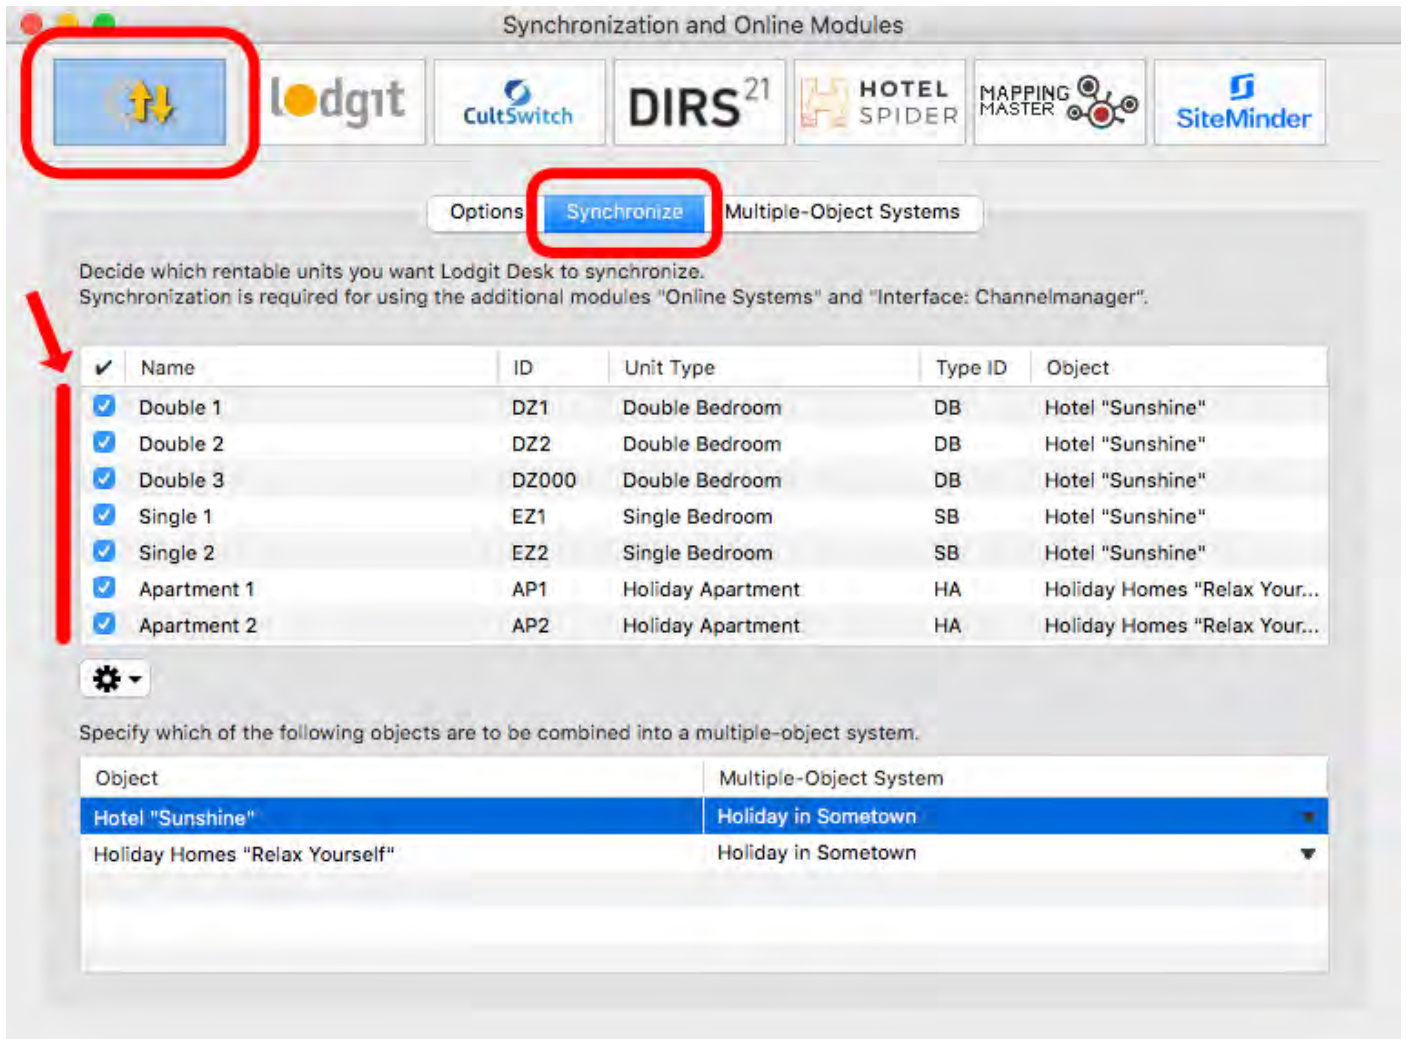 Synchronization and Online Modules
lodgit
CultSwitch
DIRS21
HOTEL
SPIDER
MAPPING
MASTER
SiteMinder
Options Synchronize Multiple-Object Systems
Decide which rentable units you want Lodgit Desk to synchronize.
Synchronization is required for using the additional modules "Online Systems" and "Interface: Channelmanager".
✔ Name ID Unit Type Type ID Object
Double 1 DZ1 Double Bedroom DB Hotel "Sunshine"
Double 2 DZ2 Double Bedroom DB Hotel "Sunshine"
Double 3 DZ000 Double Bedroom DB Hotel "Sunshine"
Single 1 EZ1 Single Bedroom SB Hotel "Sunshine"
Single 2 EZ2 Single Bedroom SB Hotel "Sunshine"
Apartment 1 AP1 Holiday Apartment HA Holiday Homes "Relax Your...
Apartment 2 AP2 Holiday Apartment HA Holiday Homes "Relax Your...
Specify which of the following objects are to be combined into a multiple-object system.
Object Multiple-Object System
Hotel "Sunshine" Holiday in Sometown
Holiday Homes "Relax Yourself" Holiday in Sometown